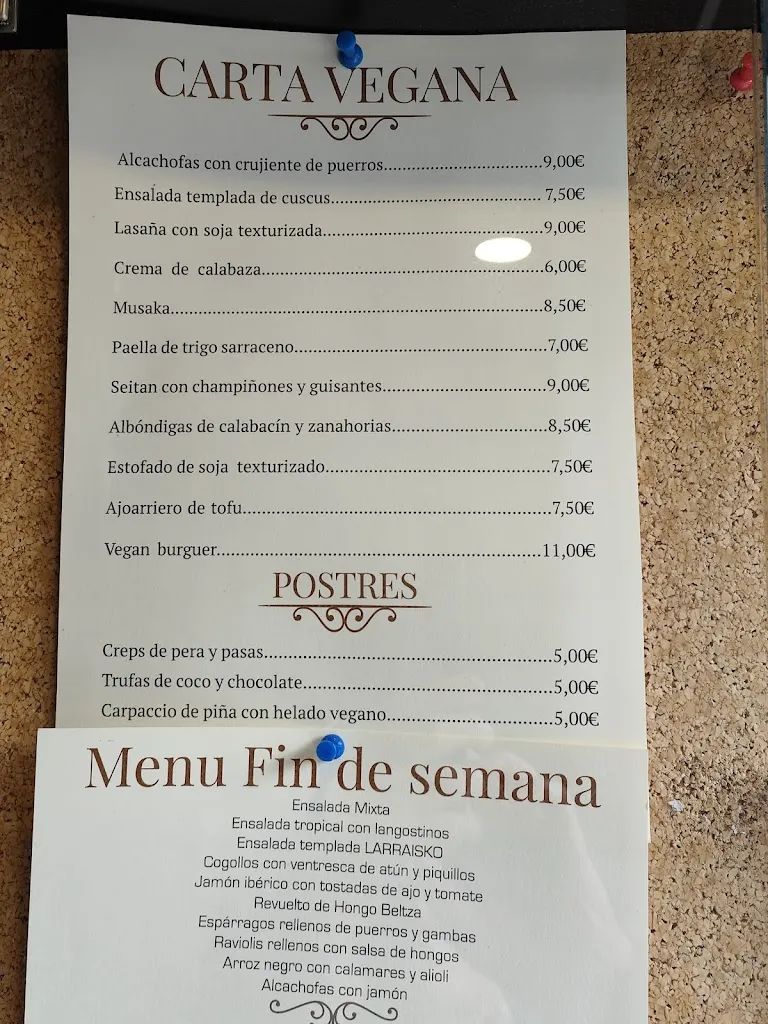 CARTA VEGANA
Alcachofas con crujiente de puerros..................................9,00€
Ensalada templada de cuscus............................................. 7,50€
Lasaña con soja texturizada...............................................9,00€
Crema de calabaza.............................................................6,00€
Musaka................................................................................8,50€
Paella de trigo sarraceno......................................................7,00€
Seitan con champiñones y guisantes...................................9,00€
Albóndigas de calabacín y zanahorias.................................8,50€
Estofado de soja texturizado................................................7,50€
Ajoarriero de tofu.................................................................7,50€
Vegan burguer......................................................................11,00€
POSTRES
Creps de pera y pasas..............................................................5,00€
Trufas de coco y chocolate......................................................5,00€
Carpaccio de piña con helado vegano....................................5,00€
Menu Fin de semana
Ensalada Mixta
Ensalada tropical con langostinos
Ensalada templada LARRAISKO
Cogollos con ventresca de atún y piquillos
Jamón ibérico con tostadas de ajo y tomate
Revuelto de Hongo Beltza
Espárragos rellenos de puerros y gambas
Raviolis rellenos con salsa de hongos
Arroz negro con calamares y alioli
Alcachofas con jamón